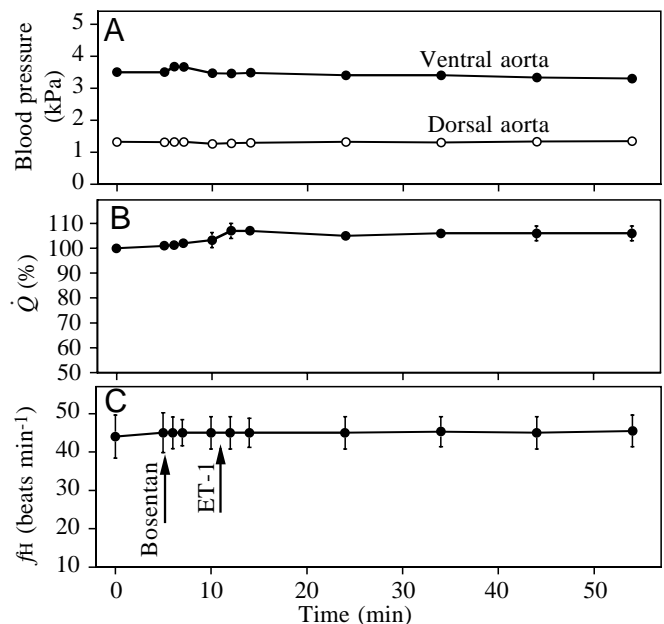 A
Blood pressure
(kPa)
5
4
3
2
1
0
Ventral aorta
Dorsal aorta
B
Q̇ (%)
110
100
90
80
70
60
50
C
fH (beats min-1)
50
40
30
20
10
Bosentan
ET-1
0 10 20 30 40 50
Time (min)